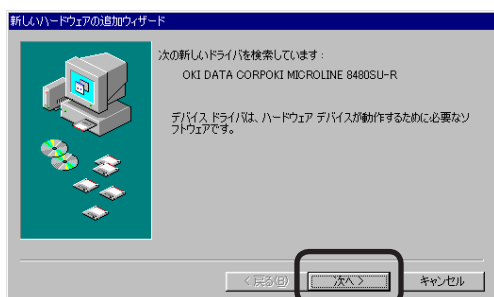 新しいハードウェアの追加ウィザード
次の新しいドライバを検索しています：
OKI DATA CORPOKI MICROLINE 8480SU-R
デバイス ドライバは、ハードウェア デバイスが動作するために必要なソ
フトウェアです。
< 戻る(B)
次へ >
キャンセル